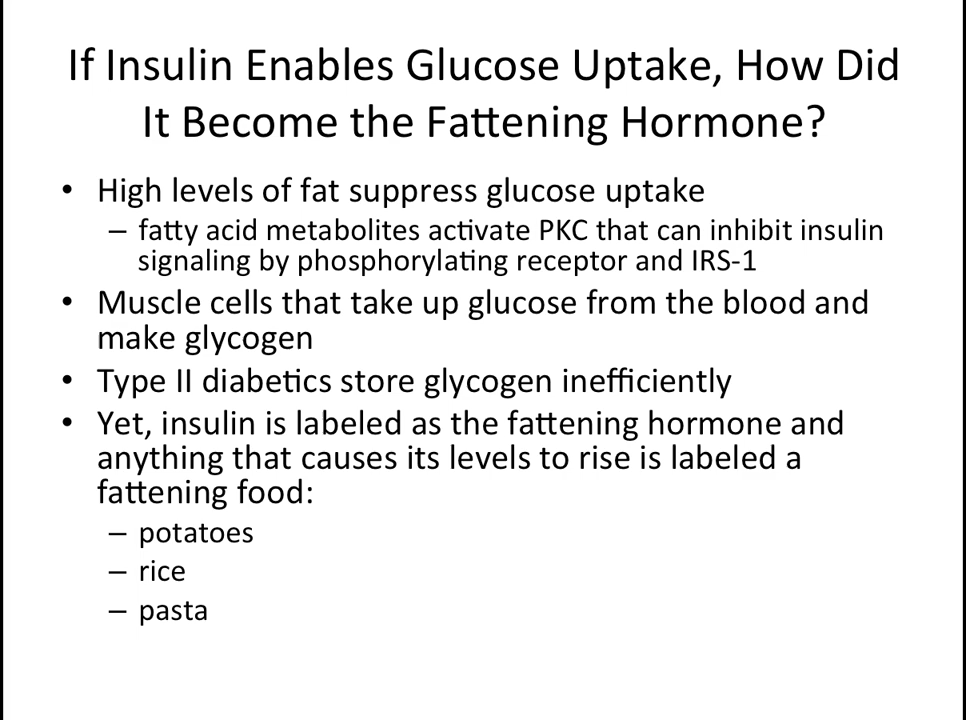 If Insulin Enables Glucose Uptake, How Did
It Become the Fattening Hormone?
• High levels of fat suppress glucose uptake
– fatty acid metabolites activate PKC that can inhibit insulin
signaling by phosphorylating receptor and IRS-1
• Muscle cells that take up glucose from the blood and
make glycogen
• Type II diabetics store glycogen inefficiently
• Yet, insulin is labeled as the fattening hormone and
anything that causes its levels to rise is labeled a
fattening food:
– potatoes
– rice
– pasta